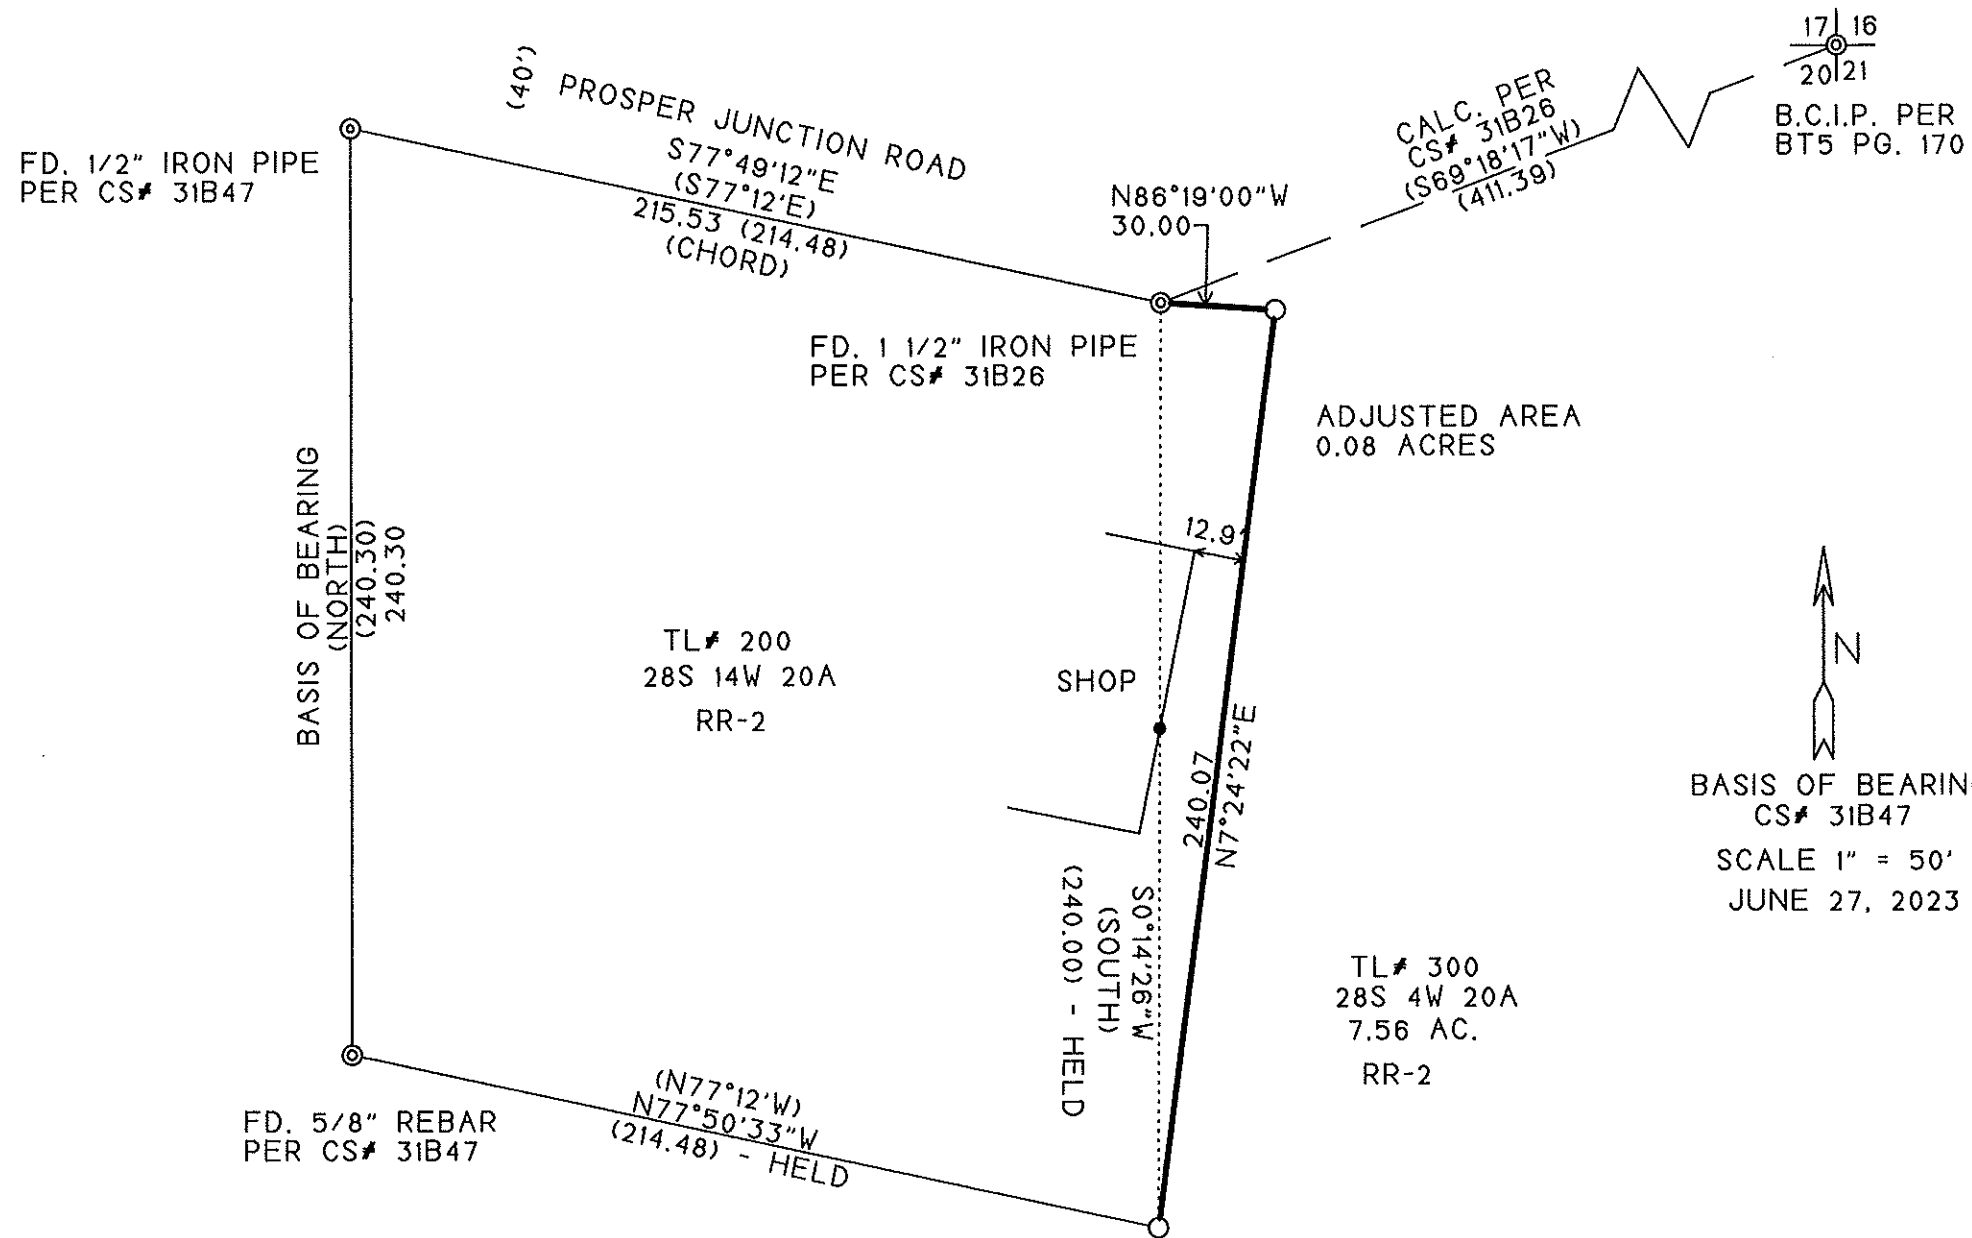 17 16
20 21
B.C.I.P. PER
BT5 PG. 170
CALC. PER
CS# 31B26
(S69°18'17"W)
(411.39)
(40') PROSPER JUNCTION ROAD
S77°49'12"E
(S77°12'E)
215.53 (214.48)
(CHORD)
FD. 1/2" IRON PIPE
PER CS# 31B47
N86°19'00"W
30.00
FD. 1 1/2" IRON PIPE
PER CS# 31B26
ADJUSTED AREA
0.08 ACRES
BASIS OF BEARING
(NORTH)
(240.30)
240.30
12.9'
TL# 200
28S 14W 20A
RR-2
SHOP
240.07
N7°24'22"E
S0°14'26"W
(SOUTH)
(240.00) - HELD
N
BASIS OF BEARIN
CS# 31B47
SCALE 1" = 50'
JUNE 27, 2023
TL# 300
28S 4W 20A
7.56 AC.
RR-2
FD. 5/8" REBAR
PER CS# 31B47
(N77°12'W)
N77°50'33"W
(214.48) - HELD